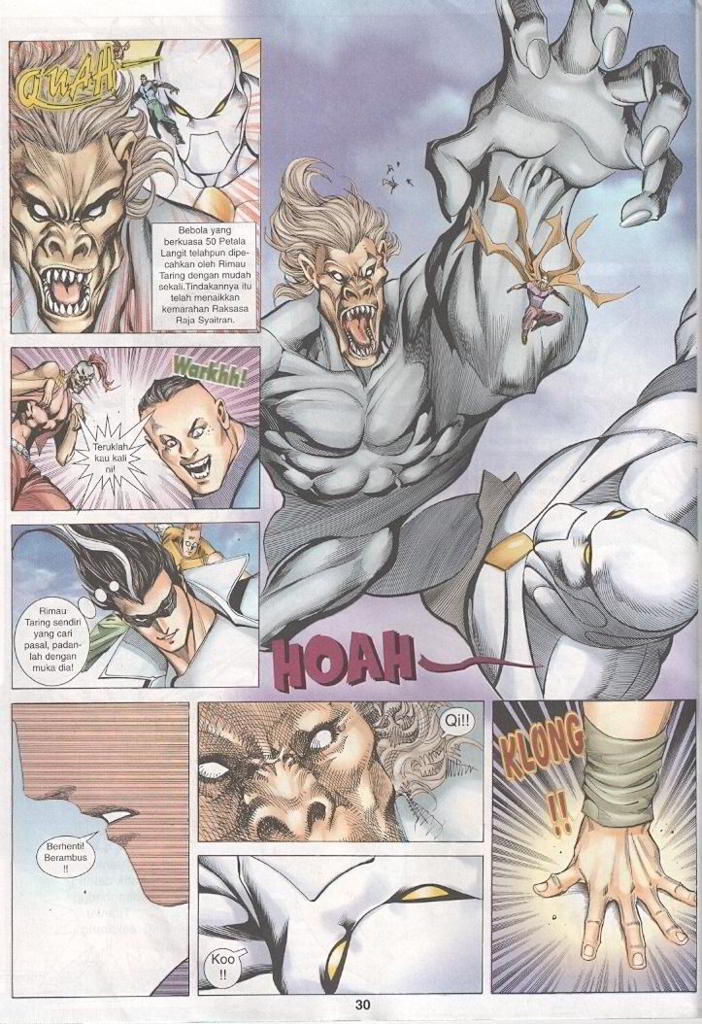 QUAH
Bebola yang
berkuasa 50 Petala
Langit telahpun dipe-
cahkan oleh Rimau
Taring dengan mudah
sekali.Tindakannya itu
telah menaikkan
kemarahan Raksasa
Raja Syaitran.
Warkhh!
Teruklah
kau kali
ni!
Rimau
Taring sendiri
yang cari
pasal, padan-
lah dengan
muka dia!
HOAH
Berhenti!
Berambus
!!
Qi!!
Koo
!!
KLONG
!!
30